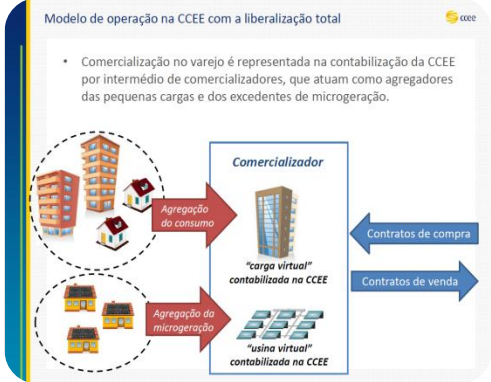 Modelo de operação na CCEE com a liberalização total
ccee
• Comercialização no varejo é representada na contabilização da CCEE
por intermédio de comercializadores, que atuam como agregadores
das pequenas cargas e dos excedentes de microgeração.
Comercializador
Agregação
do consumo
"carga virtual"
contabilizada na CCEE
Contratos de compra
Contratos de venda
Agregação da
microgeração
"usina virtual"
contabilizada na CCEE